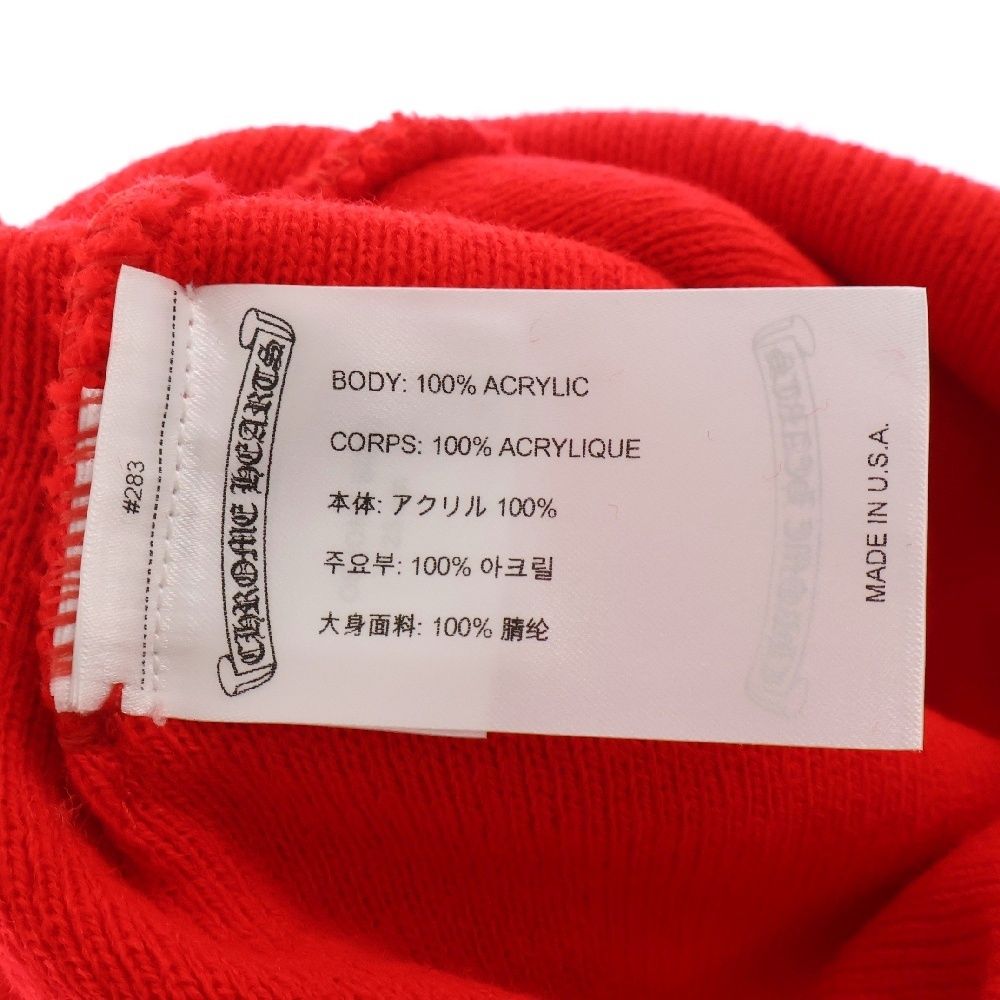 #283
CHROME HEARTS
BODY: 100% ACRYLIC
CORPS: 100% ACRYLIQUE
本体: アクリル 100%
주요부: 100% 아크릴
大身面料: 100% 腈纶
MADE IN U.S.A.